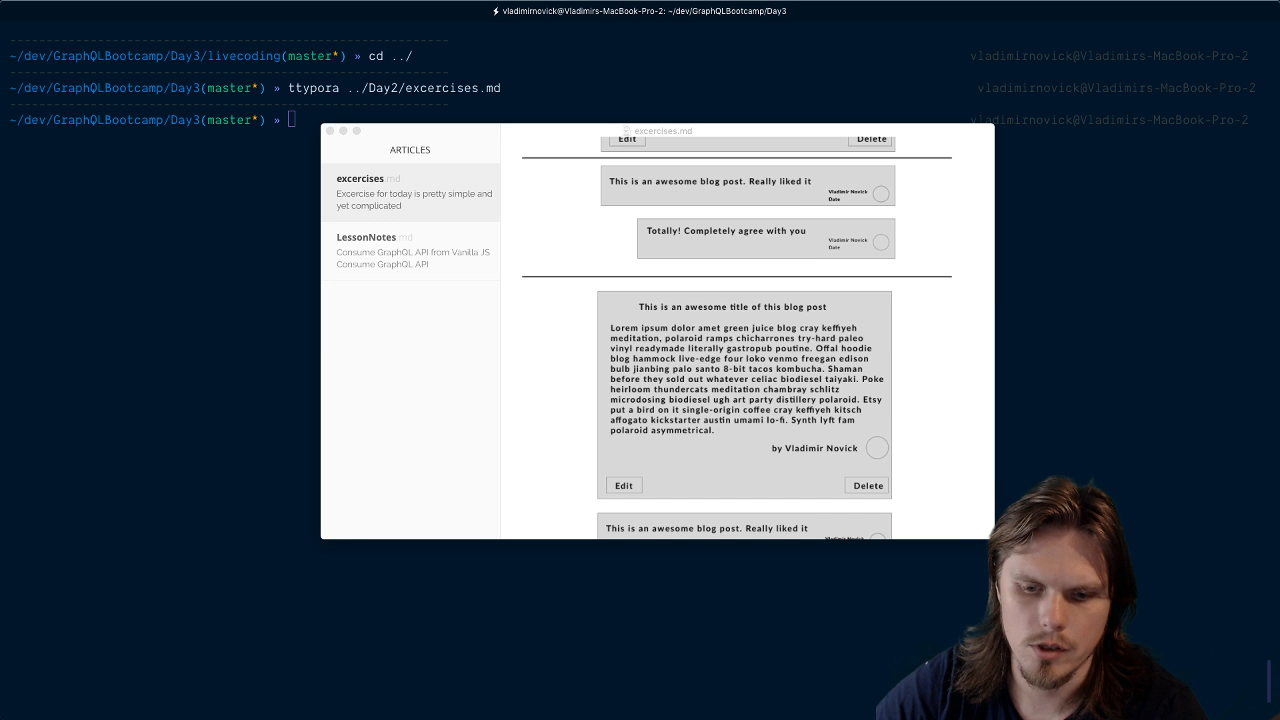 vladimirnovick@Vladimirs-MacBook-Pro-2: ~/dev/GraphQLBootcamp/Day3
~/dev/GraphQLBootcamp/Day3/livecoding(master*) » cd ../
vladimirnovick@Vladimirs-MacBook-Pro-2
~/dev/GraphQLBootcamp/Day3(master*) » ttypora ../Day2/excercises.md
vladimirnovick@Vladimirs-MacBook-Pro-2
~/dev/GraphQLBootcamp/Day3(master*) »
vladimirnovick@Vladimirs-MacBook-Pro-2
excercises.md
ARTICLES
excercises.md
Excercise for today is pretty simple and
yet complicated
LessonNotes.md
Consume GraphQL API from Vanilla JS
Consume GraphQL API
Edit
Delete
This is an awesome blog post. Really liked it
Vladimir Novick
Date
Totally! Completely agree with you
Vladimir Novick
Date
This is an awesome title of this blog post
Lorem ipsum dolor amet green juice blog cray keffiyeh
meditation, polaroid ramps chicharrones try-hard paleo
vinyl readymade literally gastropub poutine. Offal hoodie
blog hammock live-edge four loko venmo freegan edison
bulb jianbing palo santo 8-bit tacos kombucha. Shaman
before they sold out whatever celiac biodiesel taiyaki. Poke
heirloom thundercats meditation chambray schlitz
microdosing biodiesel ugh art party distillery polaroid. Etsy
put a bird on it single-origin coffee cray keffiyeh kitsch
affogato kickstarter austin umami lo-fi. Synth lyft fam
polaroid asymmetrical.
by Vladimir Novick
Edit
Delete
This is an awesome blog post. Really liked it
Vladimir Novick